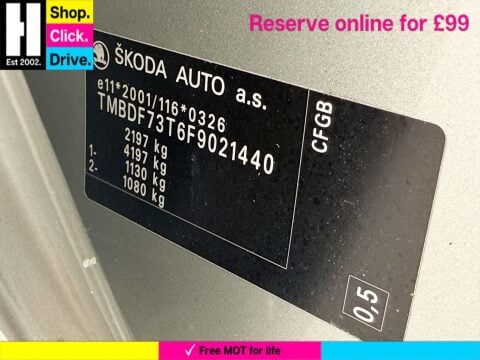 H
Est 2002.
Shop.
Click.
Drive.
Reserve online for £99
ŠKODA AUTO a.s.
e11*2001/116*0326
TMBDF73T6F9021440
2197 kg
1- 4197 kg
2- 1130 kg
1080 kg
CFGB
0,5
✓ Free MOT for life